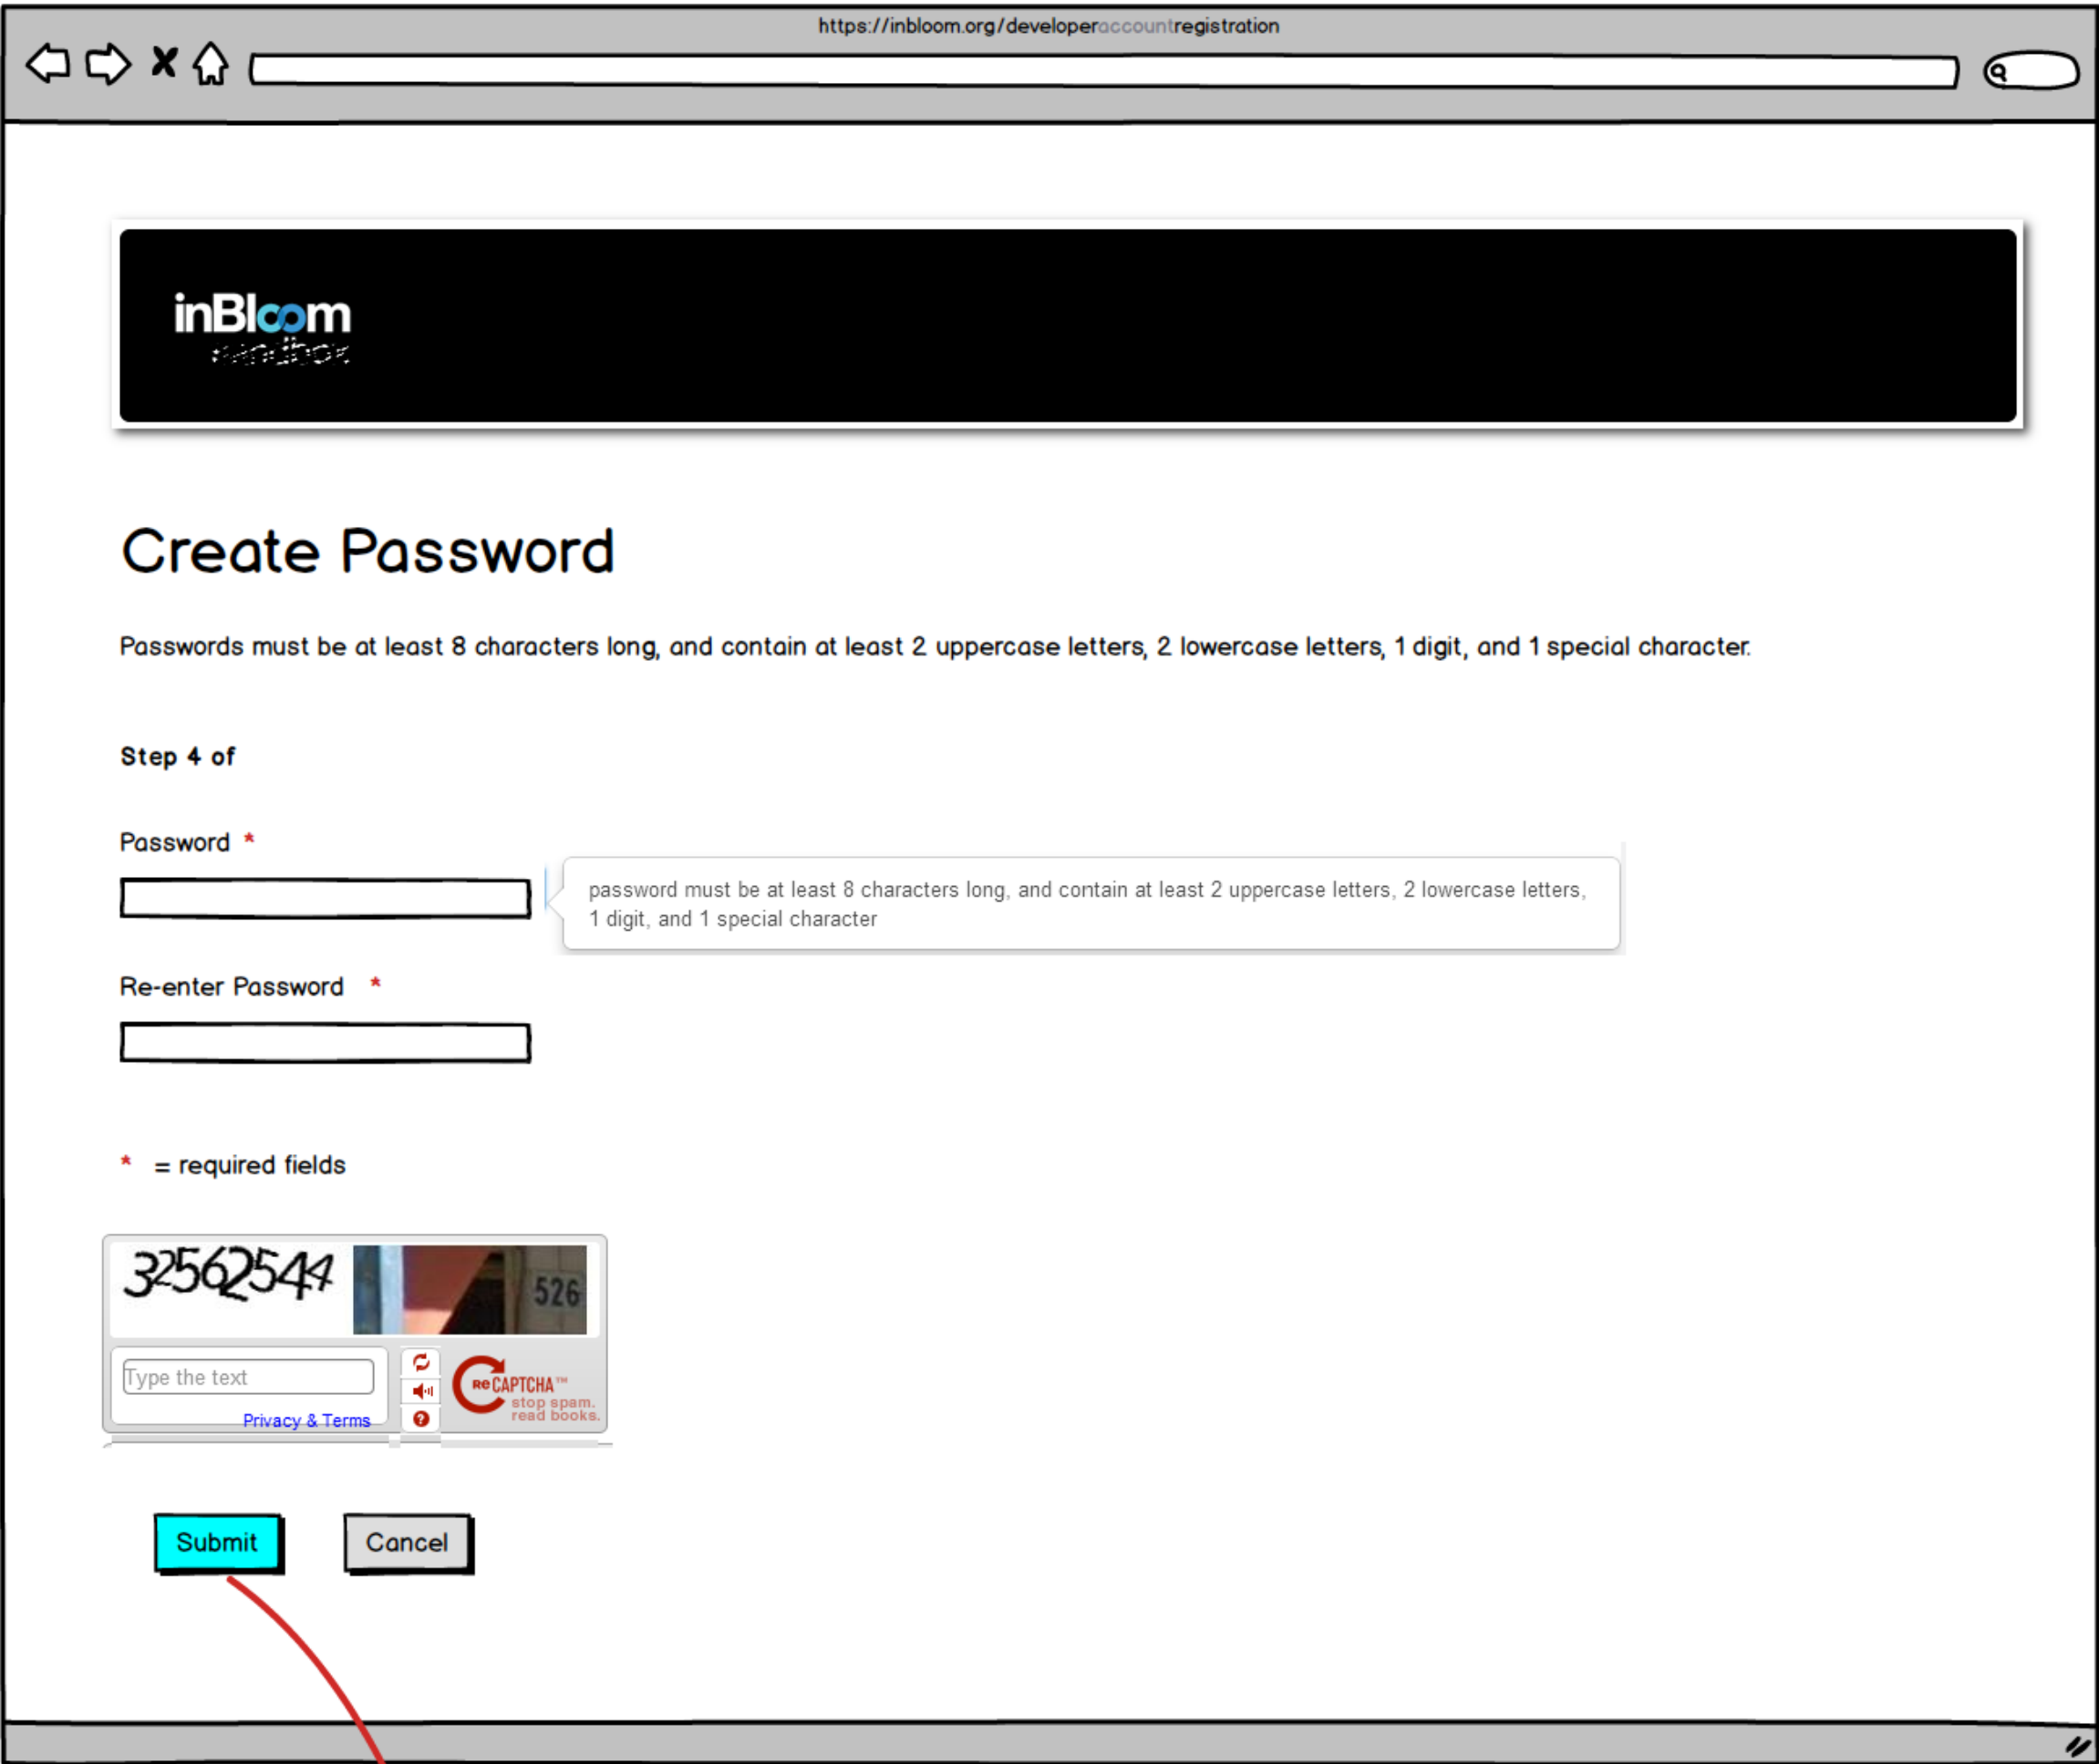 https://inbloom.org/developeraccountregistration
inBloom
sandbox
Create Password
Passwords must be at least 8 characters long, and contain at least 2 uppercase letters, 2 lowercase letters, 1 digit, and 1 special character.
Step 4 of
Password *
password must be at least 8 characters long, and contain at least 2 uppercase letters, 2 lowercase letters,
1 digit, and 1 special character
Re-enter Password *
* = required fields
32562544
526
Type the text
Privacy & Terms
?
reCAPTCHA™
stop spam.
read books.
Submit
Cancel